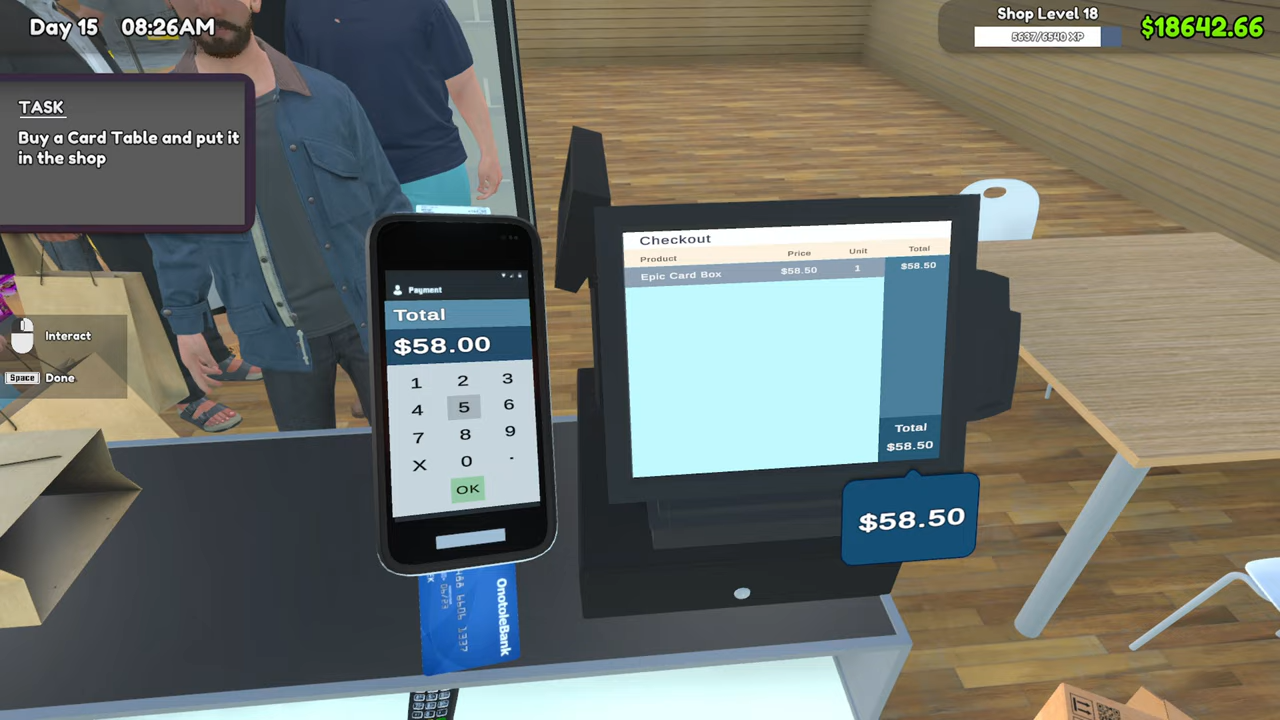 Day 15 08:26AM
Shop Level 18
5637/6540 XP
$18642.66
TASK
Buy a Card Table and put it
in the shop
Interact
Space Done
Payment
Total
$58.00
1 2 3
4 5 6
7 8 9
X 0 .
OK
Checkout
Product Price Unit Total
Epic Card Box $58.50 1 $58.50
Total
$58.50
$58.50
OnotoleBank